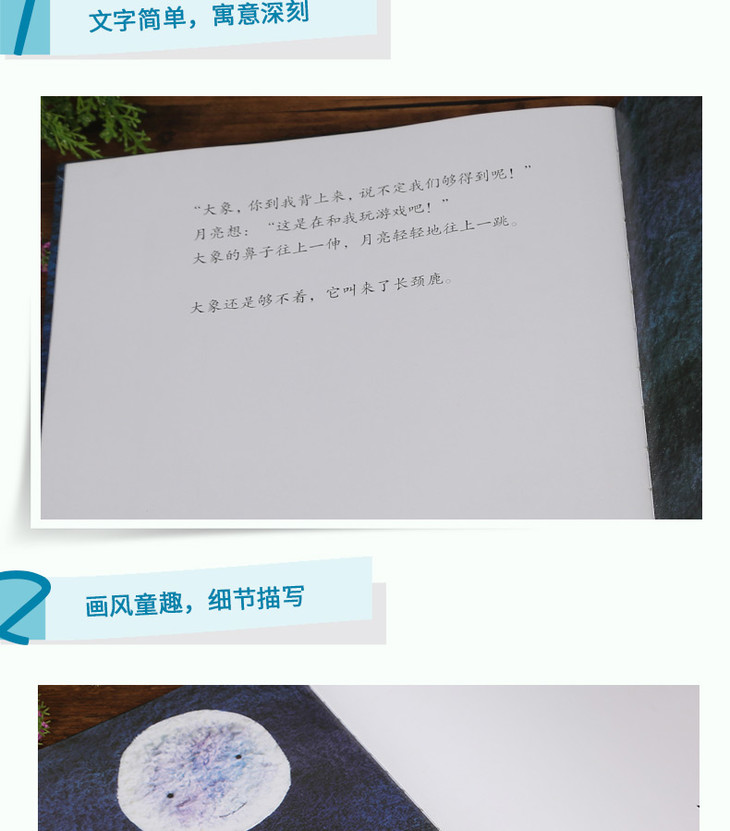 1
文字简单，寓意深刻
“大象，你到我背上来，说不定我们够得到呢！”
月亮想：“这是在和我玩游戏吧！”
大象的鼻子往上一伸，月亮轻轻地往上一跳。
大象还是够不着，它叫来了长颈鹿。
2
画风童趣，细节描写